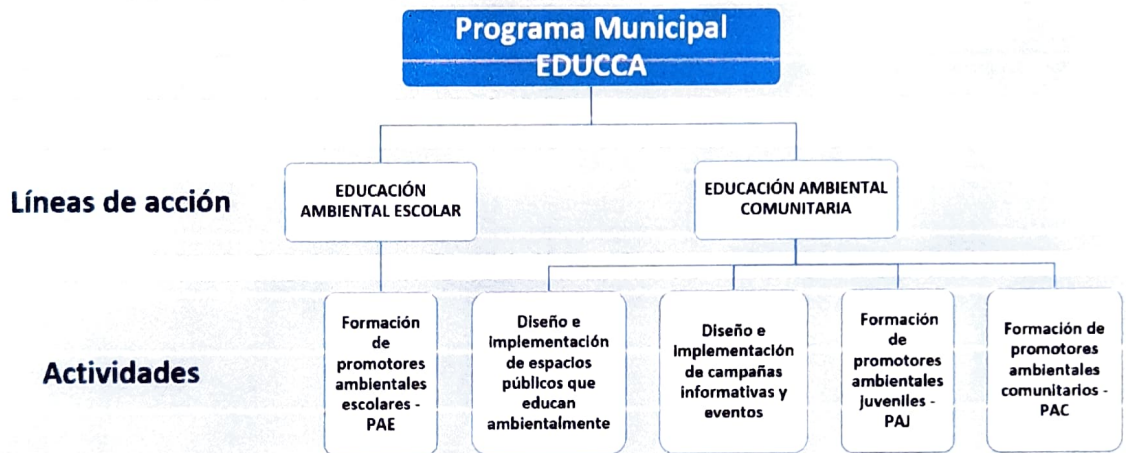 Programa Municipal
EDUCCA
Líneas de acción
EDUCACIÓN
AMBIENTAL ESCOLAR
EDUCACIÓN AMBIENTAL
COMUNITARIA
Actividades
Formación
de
promotores
ambientales
escolares -
PAE
Diseño e
implementación
de espacios
públicos que
educan
ambientalmente
Diseño e
implementación
de campañas
informativas y
eventos
Formación
de
promotores
ambientales
juveniles -
PAJ
Formación de
promotores
ambientales
comunitarios -
PAC